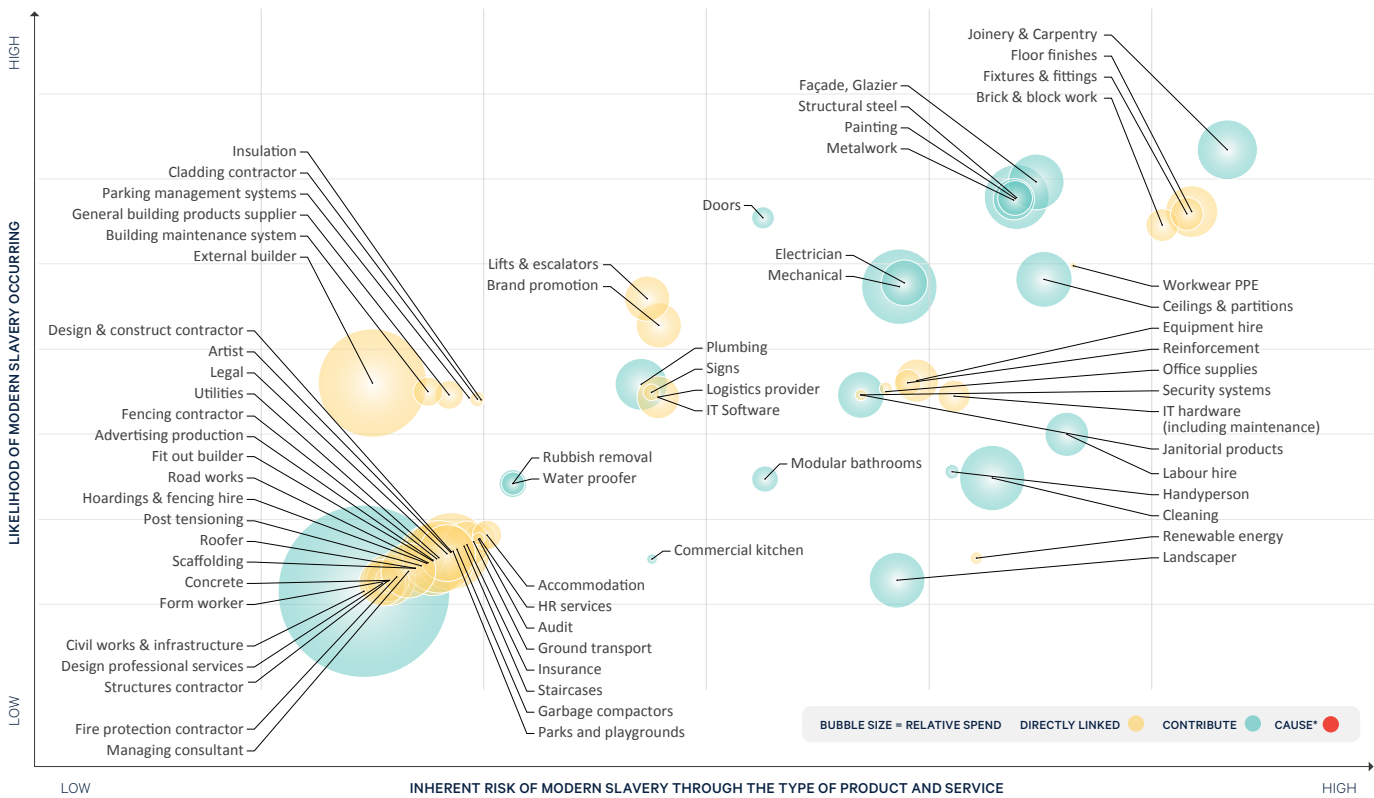 HIGH
LIKELIHOOD OF MODERN SLAVERY OCCURRING
LOW
Joinery & Carpentry
Floor finishes
Fixtures & fittings
Brick & block work
Façade, Glazier
Structural steel
Painting
Metalwork
Insulation
Cladding contractor
Parking management systems
General building products supplier
Building maintenance system
External builder
Doors
Electrician
Mechanical
Lifts & escalators
Brand promotion
Workwear PPE
Ceilings & partitions
Equipment hire
Reinforcement
Office supplies
Security systems
IT hardware
(including maintenance)
Janitorial products
Labour hire
Handyperson
Cleaning
Renewable energy
Landscaper
Plumbing
Signs
Logistics provider
IT Software
Design & construct contractor
Artist
Legal
Utilities
Fencing contractor
Advertising production
Fit out builder
Road works
Hoardings & fencing hire
Post tensioning
Roofer
Scaffolding
Concrete
Form worker
Civil works & infrastructure
Design professional services
Structures contractor
Fire protection contractor
Managing consultant
Rubbish removal
Water proofer
Modular bathrooms
Commercial kitchen
Accommodation
HR services
Audit
Ground transport
Insurance
Staircases
Garbage compactors
Parks and playgrounds
BUBBLE SIZE = RELATIVE SPEND DIRECTLY LINKED CONTRIBUTE CAUSE*
LOW INHERENT RISK OF MODERN SLAVERY THROUGH THE TYPE OF PRODUCT AND SERVICE HIGH